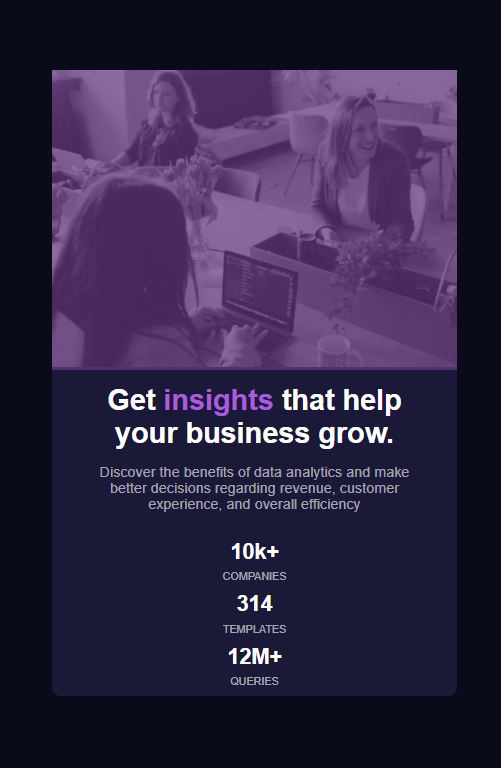 Get insights that help
your business grow.
Discover the benefits of data analytics and make
better decisions regarding revenue, customer
experience, and overall efficiency
10k+
COMPANIES
314
TEMPLATES
12M+
QUERIES